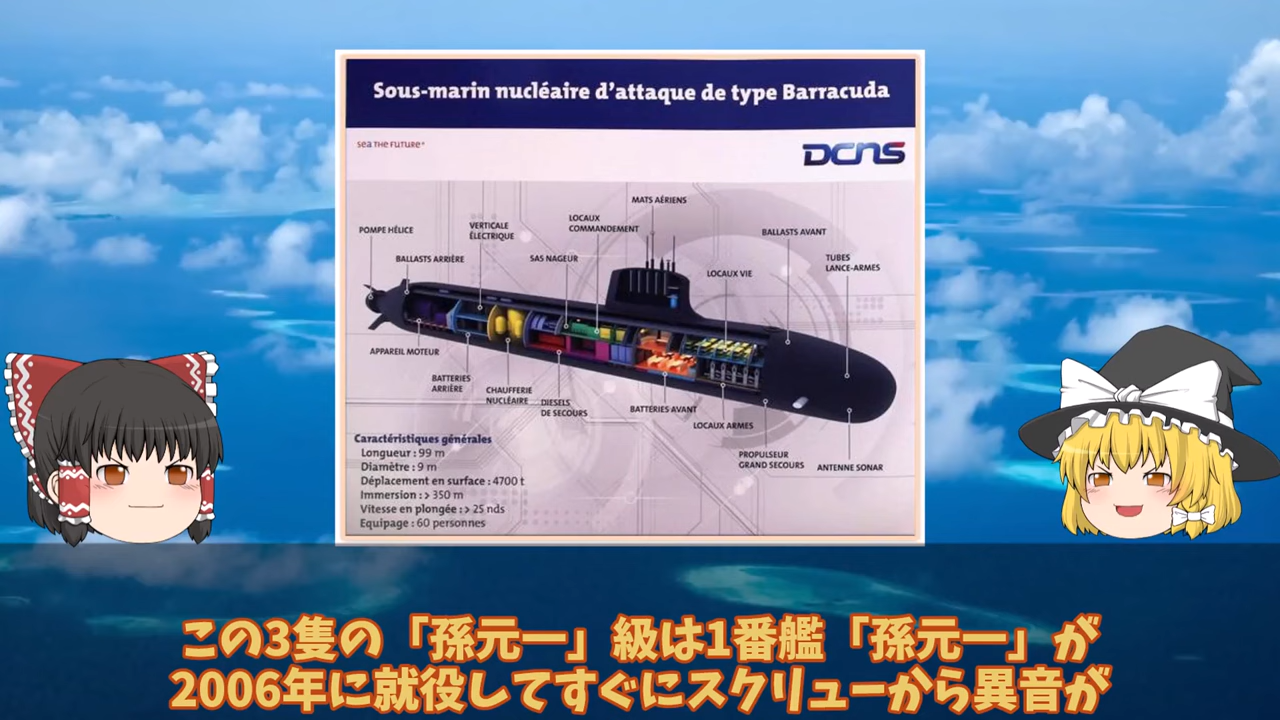 Sous-marin nucléaire d'attaque de type Barracuda
SEA THE FUTURE*
DCNS
MATS AÉRIENS
LOCAUX
COMMANDEMENT
VERTICALE
ÉLECTRIQUE
POMPE HÉLICE
BALLASTS AVANT
BALLASTS ARRIÈRE
SAS NAGEUR
TUBES
LANCE-ARMES
LOCAUX VIE
APPAREIL MOTEUR
BATTERIES
ARRIÈRE
CHAUFFERIE
NUCLÉAIRE
DIESELS
DE SECOURS
BATTERIES AVANT
LOCAUX ARMES
PROPULSEUR
GRAND SECOURS
ANTENNE SONAR
Caractéristiques générales
Longueur : 99 m
Diamètre : 9 m
Déplacement en surface : 4700 t
Immersion : > 350 m
Vitesse en plongée : > 25 nds
Equipage : 60 personnes
この3隻の「孫元一」級は1番艦「孫元一」が
2006年に就役してすぐにスクリューから異音が